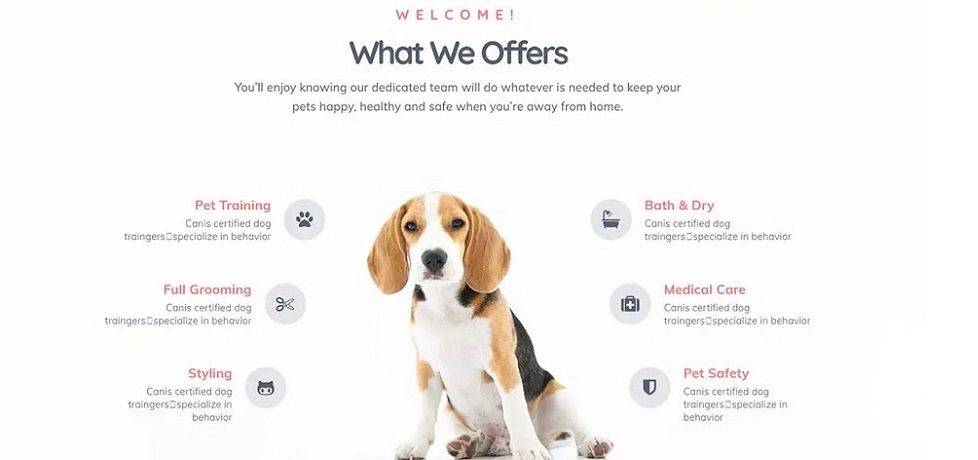 WELCOME!
What We Offers
You'll enjoy knowing our dedicated team will do whatever is needed to keep your
pets happy, healthy and safe when you're away from home.
Pet Training
Canis certified dog
traingers▯specialize in behavior
Full Grooming
Canis certified dog
traingers▯specialize in behavior
Styling
Canis certified dog
traingers▯specialize in
behavior
Bath & Dry
Canis certified dog
traingers▯specialize in behavior
Medical Care
Canis certified dog
traingers▯specialize in behavior
Pet Safety
Canis certified dog
traingers▯specialize in
behavior